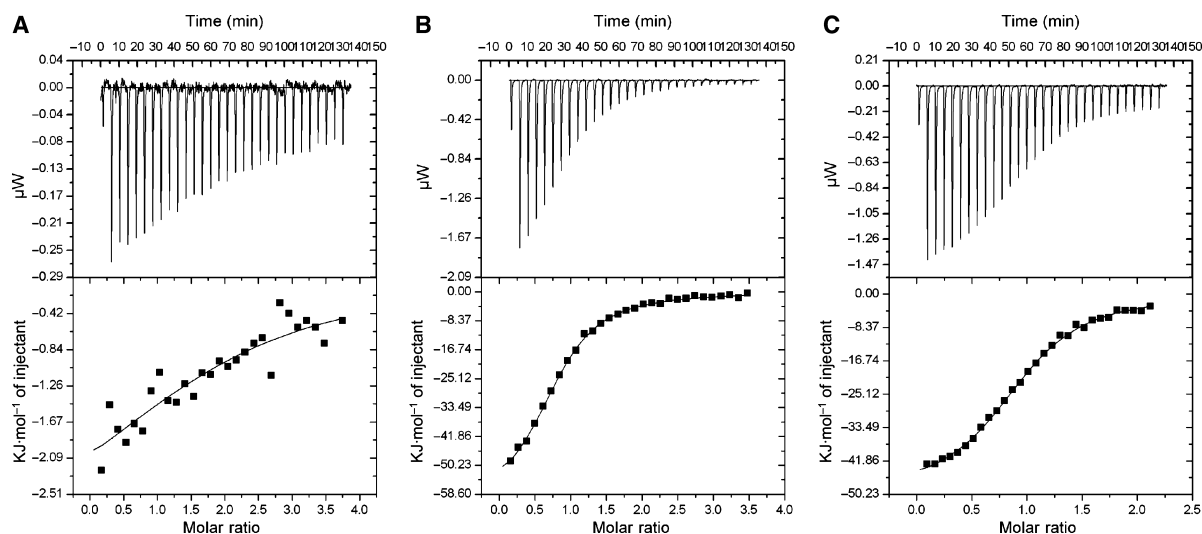 A
Time (min)
−10 0 10 20 30 40 50 60 70 80 90 100 110 120 130 140 150
0.04
0.00
−0.04
−0.08
−0.13
−0.17
−0.21
−0.25
−0.29
µW
−0.42
−0.84
−1.26
−1.67
−2.09
−2.51
KJ·mol⁻¹ of injectant
0.0 0.5 1.0 1.5 2.0 2.5 3.0 3.5 4.0
Molar ratio
B
Time (min)
−10 0 10 20 30 40 50 60 70 80 90 100 110 120 130 140 150
0.00
−0.42
−0.84
−1.26
−1.67
−2.09
µW
0.00
−8.37
−16.74
−25.12
−33.49
−41.86
−50.23
−58.60
KJ·mol⁻¹ of injectant
0.0 0.5 1.0 1.5 2.0 2.5 3.0 3.5 4.0
Molar ratio
C
Time (min)
−10 0 10 20 30 40 50 60 70 80 90 100 110 120 130 140 150
0.21
0.00
−0.21
−0.42
−0.63
−0.84
−1.05
−1.26
−1.47
µW
0.00
−8.37
−16.74
−25.12
−33.49
−41.86
−50.23
KJ·mol⁻¹ of injectant
0.0 0.5 1.0 1.5 2.0 2.5
Molar ratio